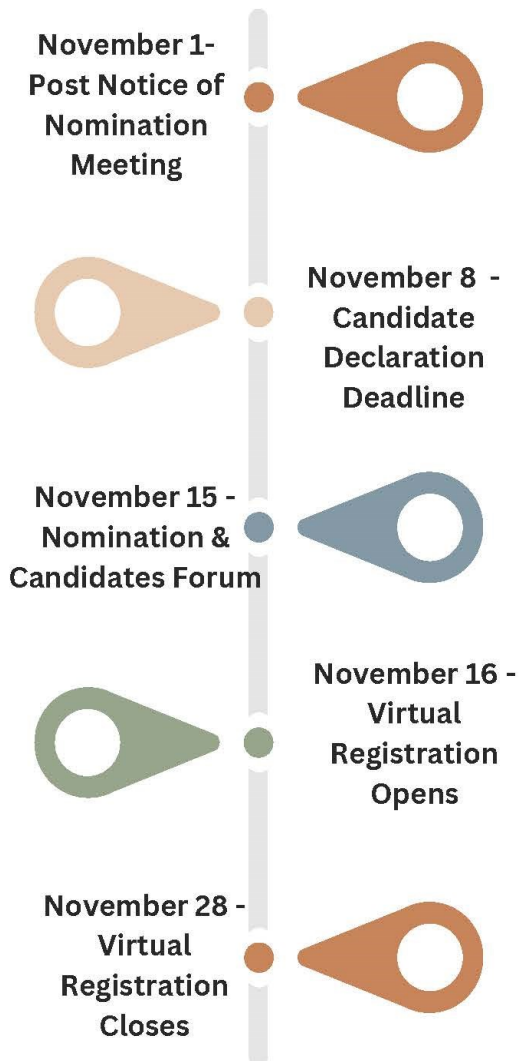 November 1-
Post Notice of
Nomination
Meeting
November 8 -
Candidate
Declaration
Deadline
November 15 -
Nomination &
Candidates Forum
November 16 -
Virtual
Registration
Opens
November 28 -
Virtual
Registration
Closes